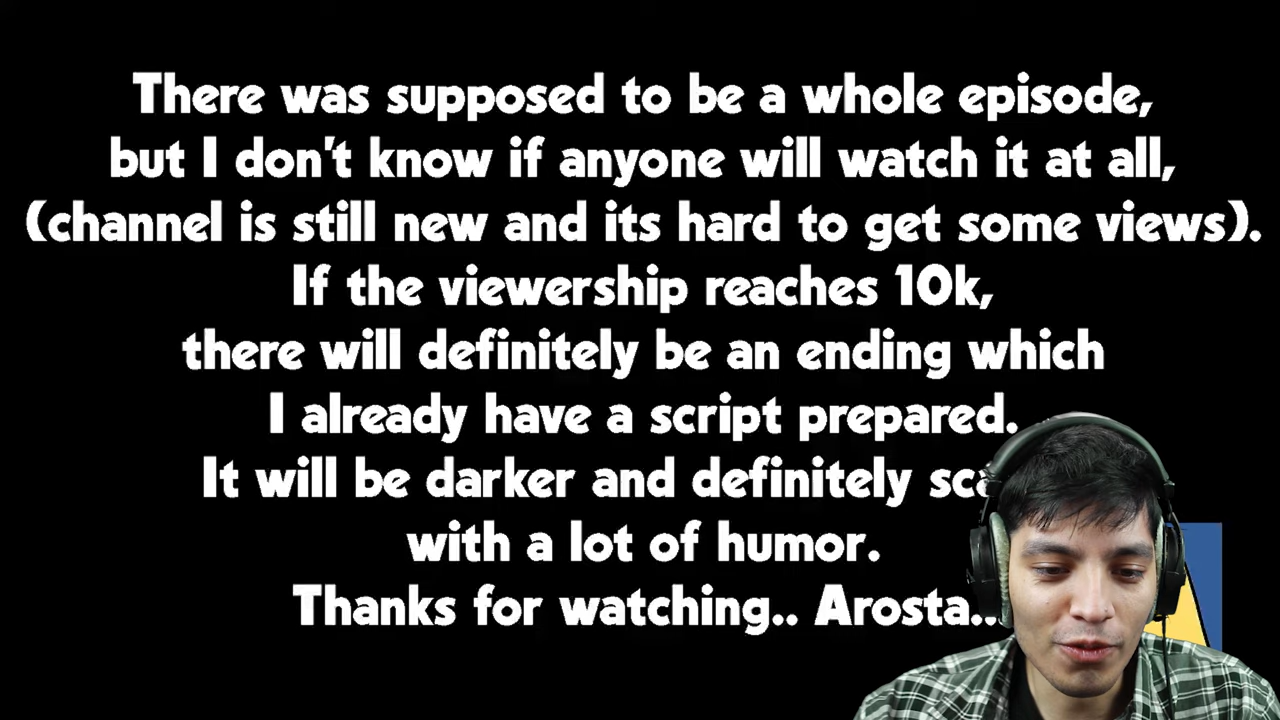 There was supposed to be a whole episode,
but I don't know if anyone will watch it at all,
(channel is still new and its hard to get some views).
If the viewership reaches 10k,
there will definitely be an ending which
I already have a script prepared.
It will be darker and definitely
with a lot of humor.
Thanks for watching.. Arosta..